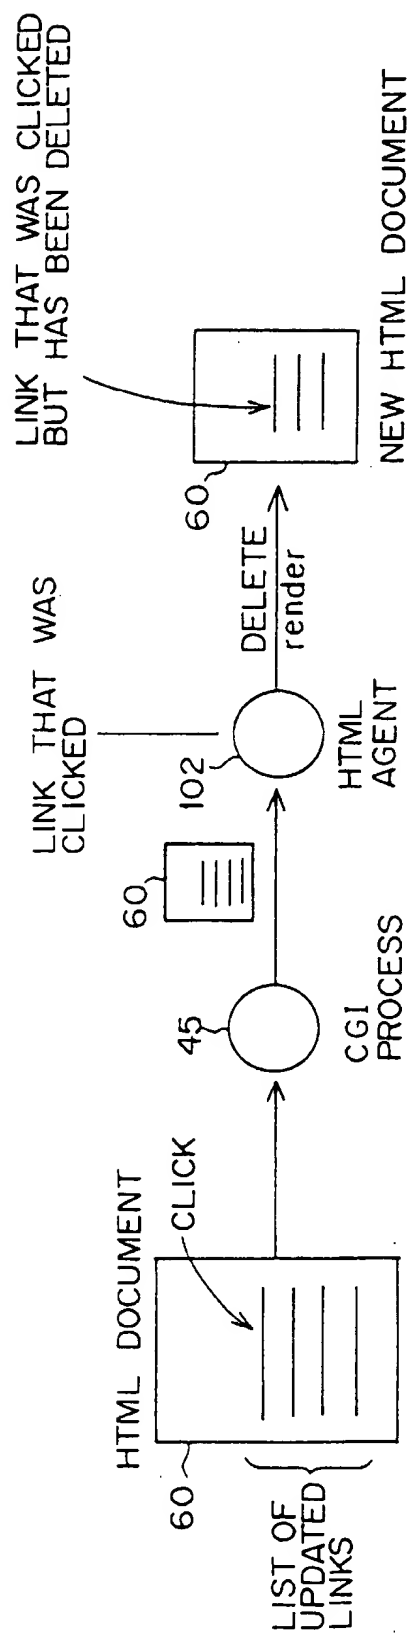 LIST OF
UPDATED
LINKS
60
HTML DOCUMENT
CLICK
45
CGI
PROCESS
60
LINK THAT WAS
CLICKED
102
HTML
AGENT
DELETE
render
60
LINK THAT WAS CLICKED
BUT HAS BEEN DELETED
NEW HTML DOCUMENT